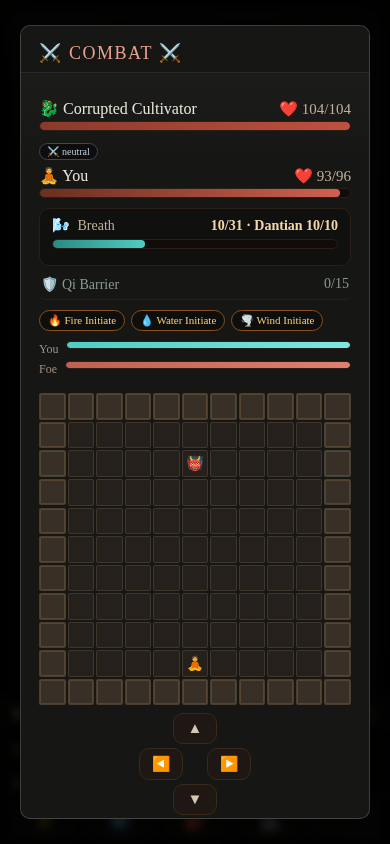 ⚔️ COMBAT ⚔️
🐉 Corrupted Cultivator ❤️ 104/104
⚔️ neutral
🧘 You ❤️ 93/96
🌬️ Breath 10/31 · Dantian 10/10
🛡️ Qi Barrier 0/15
🔥 Fire Initiate 💧 Water Initiate 🌪️ Wind Initiate
You
Foe